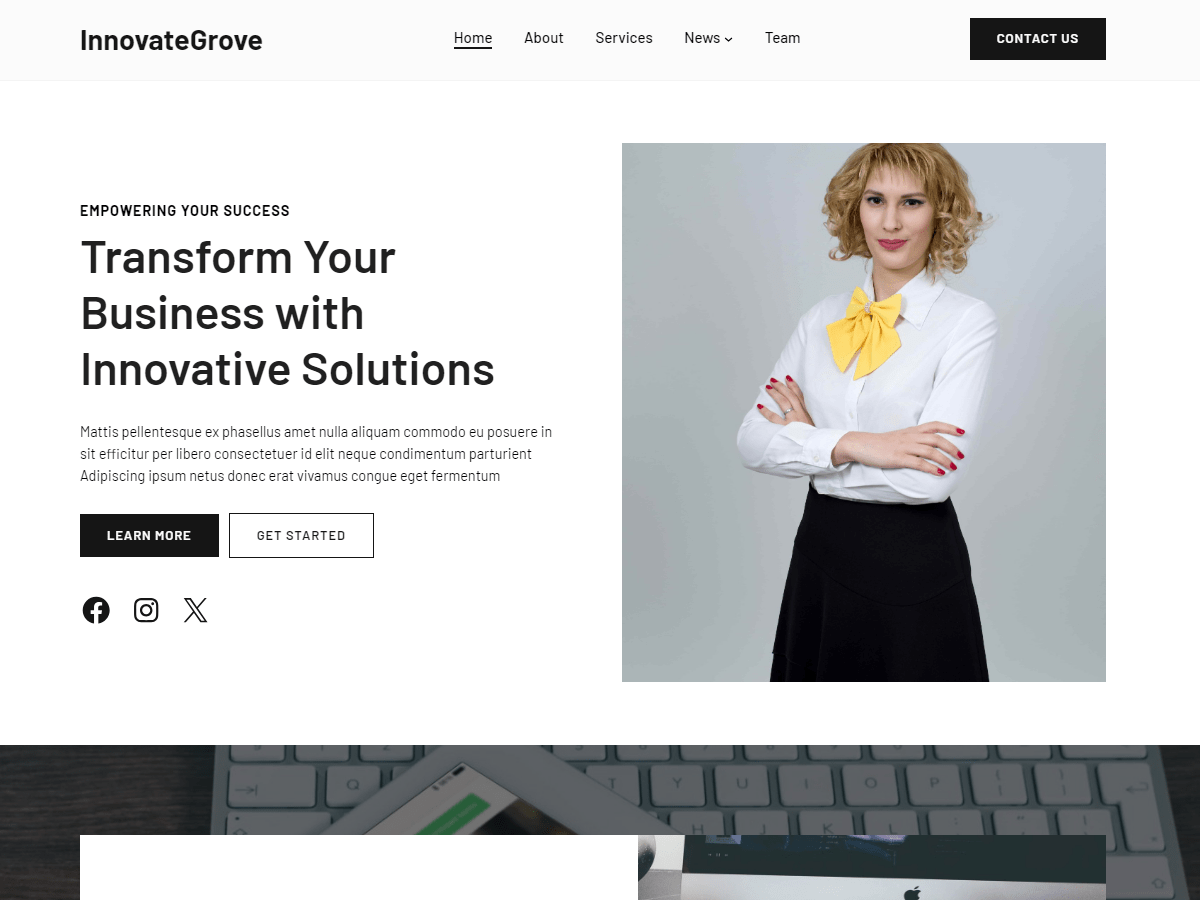 InnovateGrove
Home About Services News Team
CONTACT US
EMPOWERING YOUR SUCCESS
Transform Your
Business with
Innovative Solutions
Mattis pellentesque ex phasellus amet nulla aliquam commodo eu posuere in
sit efficitur per libero consectetuer id elit neque condimentum parturient
Adipiscing ipsum netus donec erat vivamus congue eget fermentum
LEARN MORE GET STARTED
Q T Y U I O P
H J K L